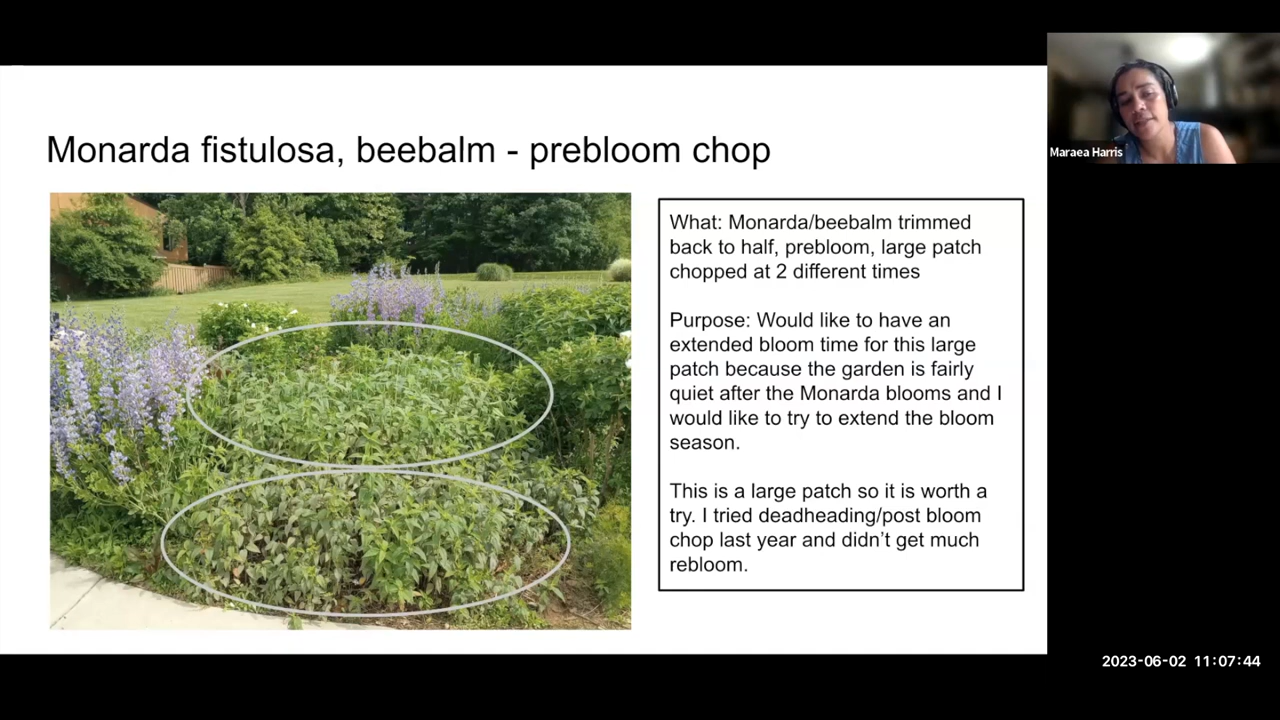 Monarda fistulosa, beebalm - prebloom chop
What: Monarda/beebalm trimmed
back to half, prebloom, large patch
chopped at 2 different times
Purpose: Would like to have an
extended bloom time for this large
patch because the garden is fairly
quiet after the Monarda blooms and I
would like to try to extend the bloom
season.
This is a large patch so it is worth a
try. I tried deadheading/post bloom
chop last year and didn’t get much
rebloom.
Maraea Harris
2023-06-02 11:07:44